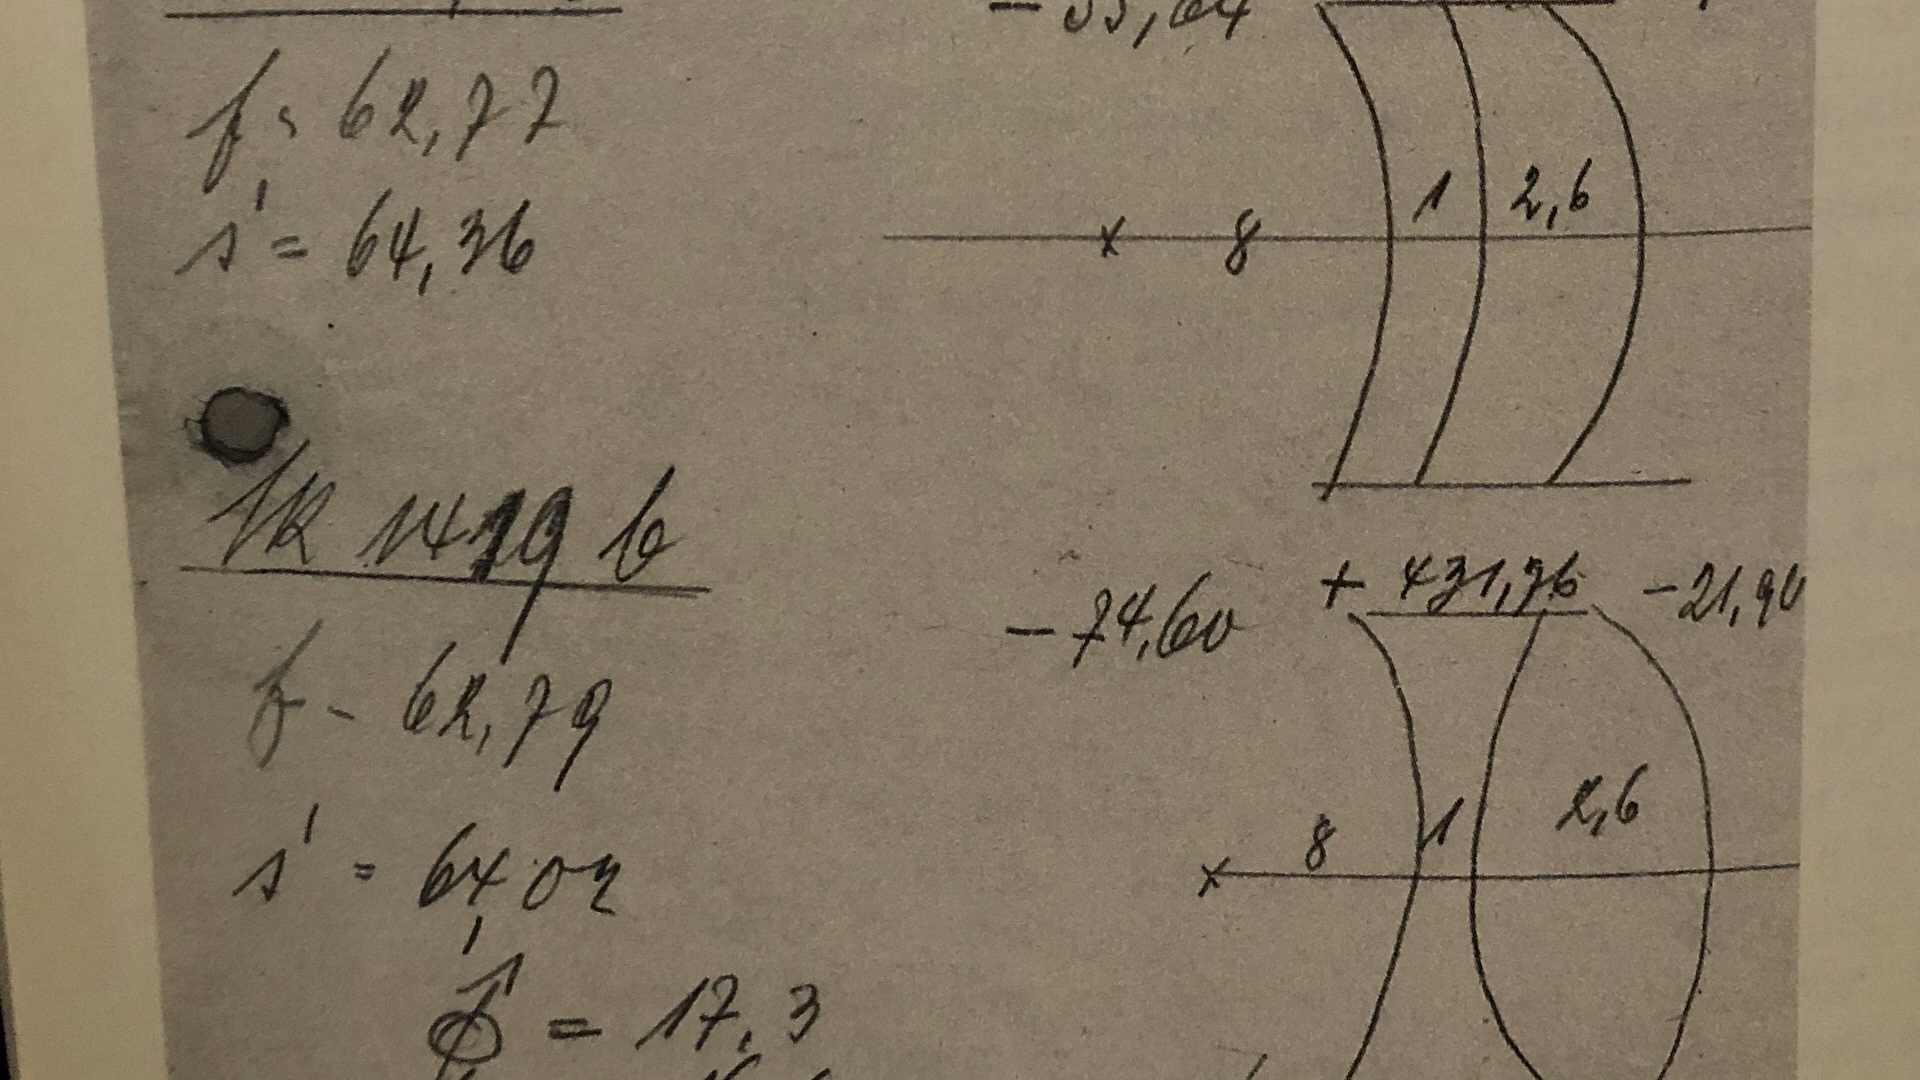 f = 62,77
s' = 64,36
1 2,6
x 8
1479 b
- 74,60 + 431,76 - 21,90
f - 62,79
8 1 2,6
x
s' = 64,02
= 17,3